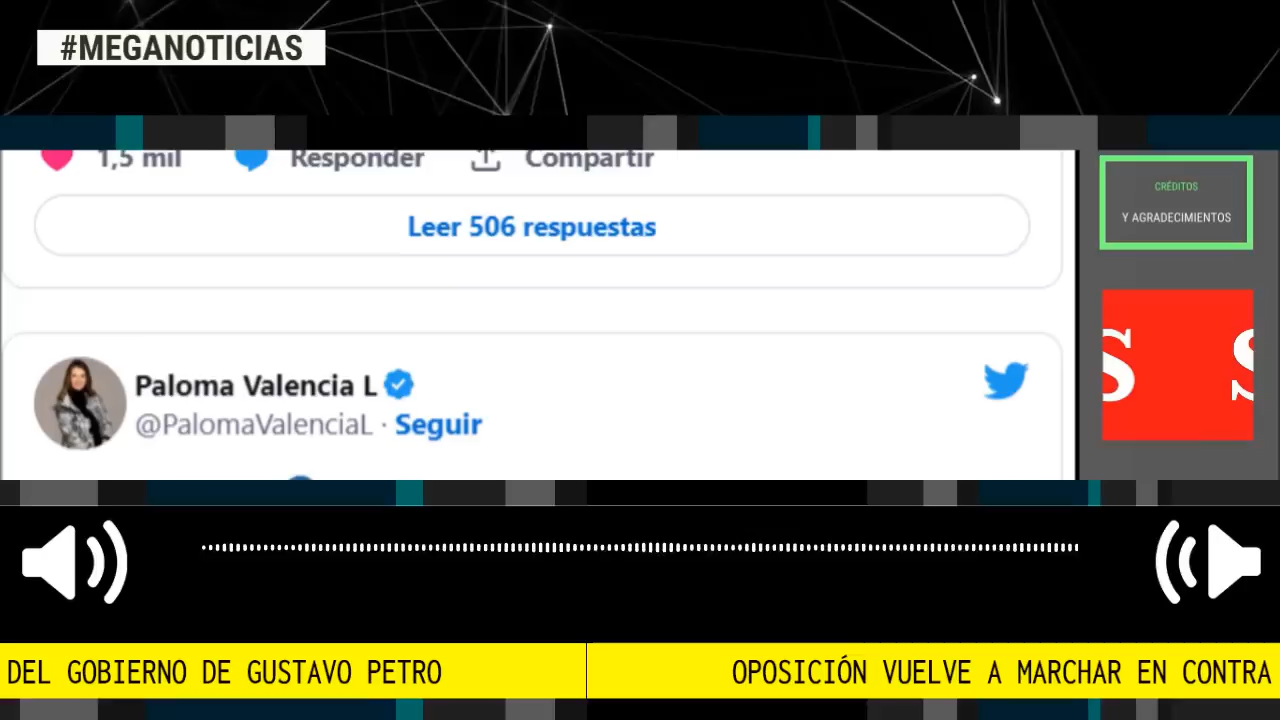 #MEGANOTICIAS
1,5 mil Responder Compartir
Leer 506 respuestas
Paloma Valencia L
@PalomaValenciaL · Seguir
CRÉDITOS
Y AGRADECIMIENTOS
S S
DEL GOBIERNO DE GUSTAVO PETRO
OPOSICIÓN VUELVE A MARCHAR EN CONTRA